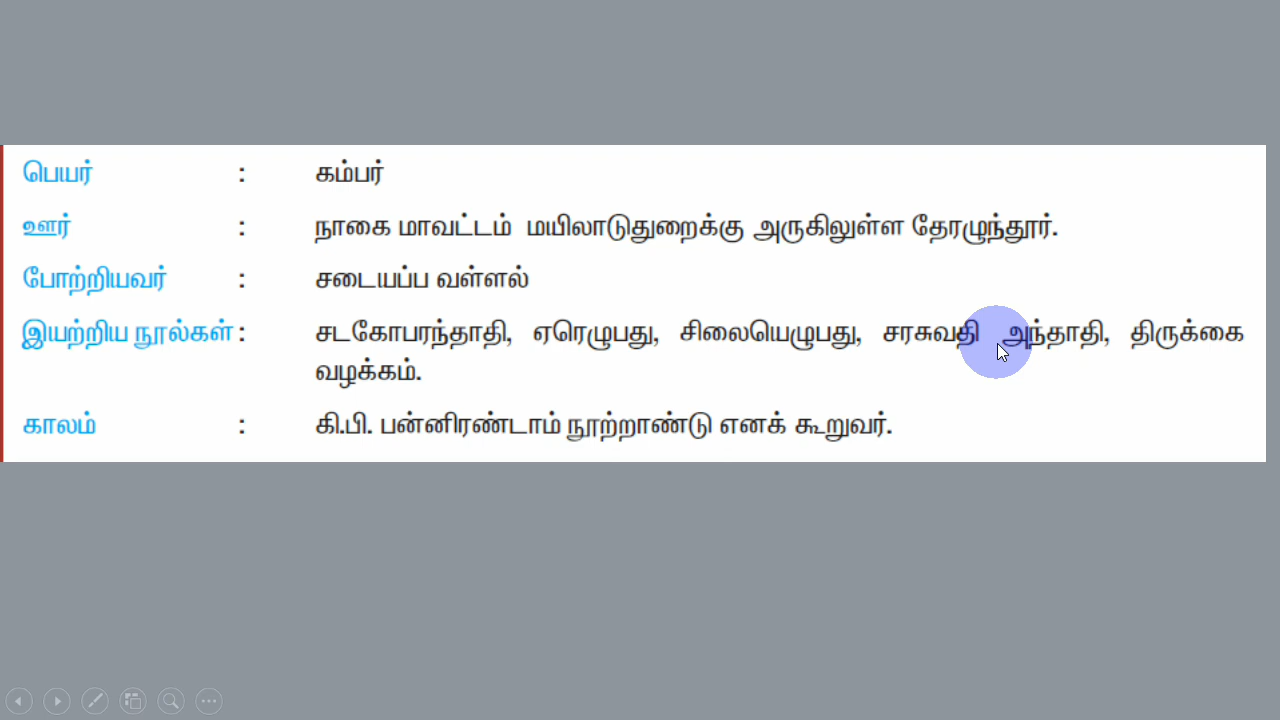 பெயர் : கம்பர்
ஊர் : நாகை மாவட்டம் மயிலாடுதுறைக்கு அருகிலுள்ள தேரழுந்தூர்.
போற்றியவர் : சடையப்ப வள்ளல்
இயற்றிய நூல்கள் : சடகோபரந்தாதி, ஏரெழுபது, சிலையெழுபது, சரசுவதி அந்தாதி, திருக்கை
வழக்கம்.
காலம் : கி.பி. பன்னிரண்டாம் நூற்றாண்டு எனக் கூறுவர்.